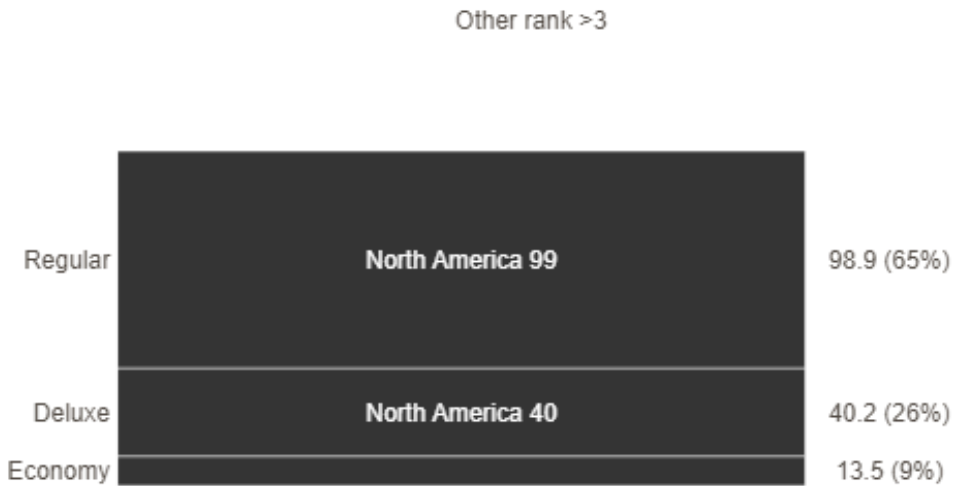 Other rank >3
Regular North America 99 98.9 (65%)
Deluxe North America 40 40.2 (26%)
Economy 13.5 (9%)